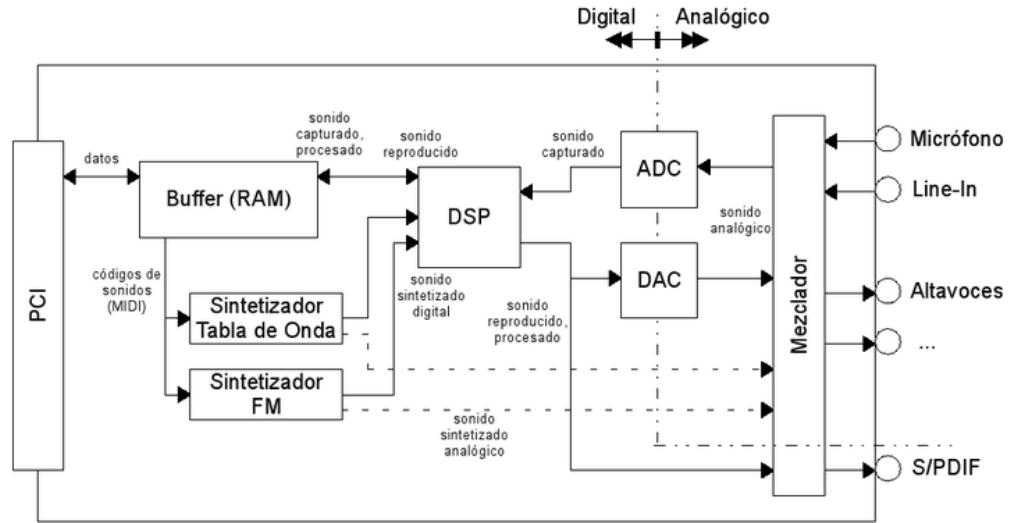 Digital
Analógico
sonido
capturado,
procesado
sonido
reproducido
sonido
capturado
ADC
Micrófono
datos
Buffer (RAM)
DSP
Line-In
sonido
analógico
códigos de
sonidos
(MIDI)
sonido
sintetizado
digital
DAC
Altavoces
PCI
Sintetizador
Tabla de Onda
sonido
reproducido,
procesado
Mezclador
...
Sintetizador
FM
sonido
sintetizado
analógico
S/PDIF